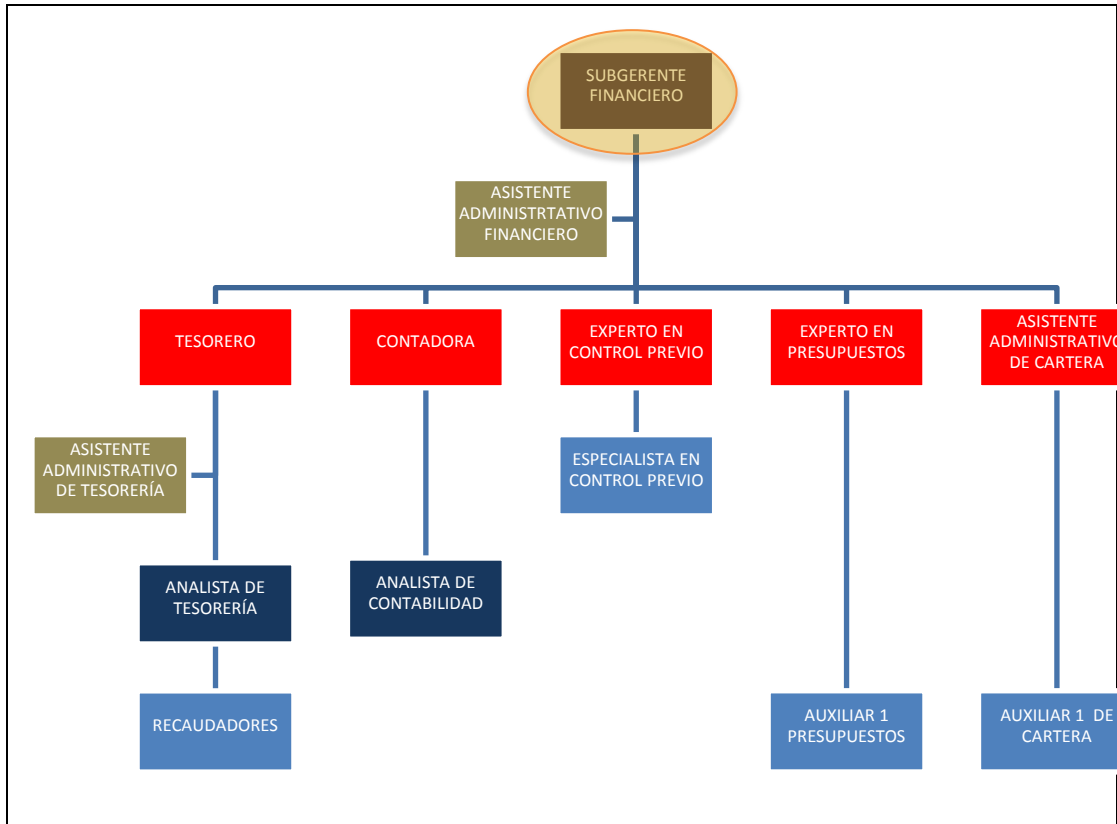 SUBGERENTE
FINANCIERO
ASISTENTE
ADMINISTRTATIVO
FINANCIERO
TESORERO
CONTADORA
EXPERTO EN
CONTROL PREVIO
EXPERTO EN
PRESUPUESTOS
ASISTENTE
ADMINISTRATIVO
DE CARTERA
ASISTENTE
ADMINISTRATIVO
DE TESORERÍA
ESPECIALISTA EN
CONTROL PREVIO
ANALISTA DE
TESORERÍA
ANALISTA DE
CONTABILIDAD
RECAUDADORES
AUXILIAR 1
PRESUPUESTOS
AUXILIAR 1 DE
CARTERA